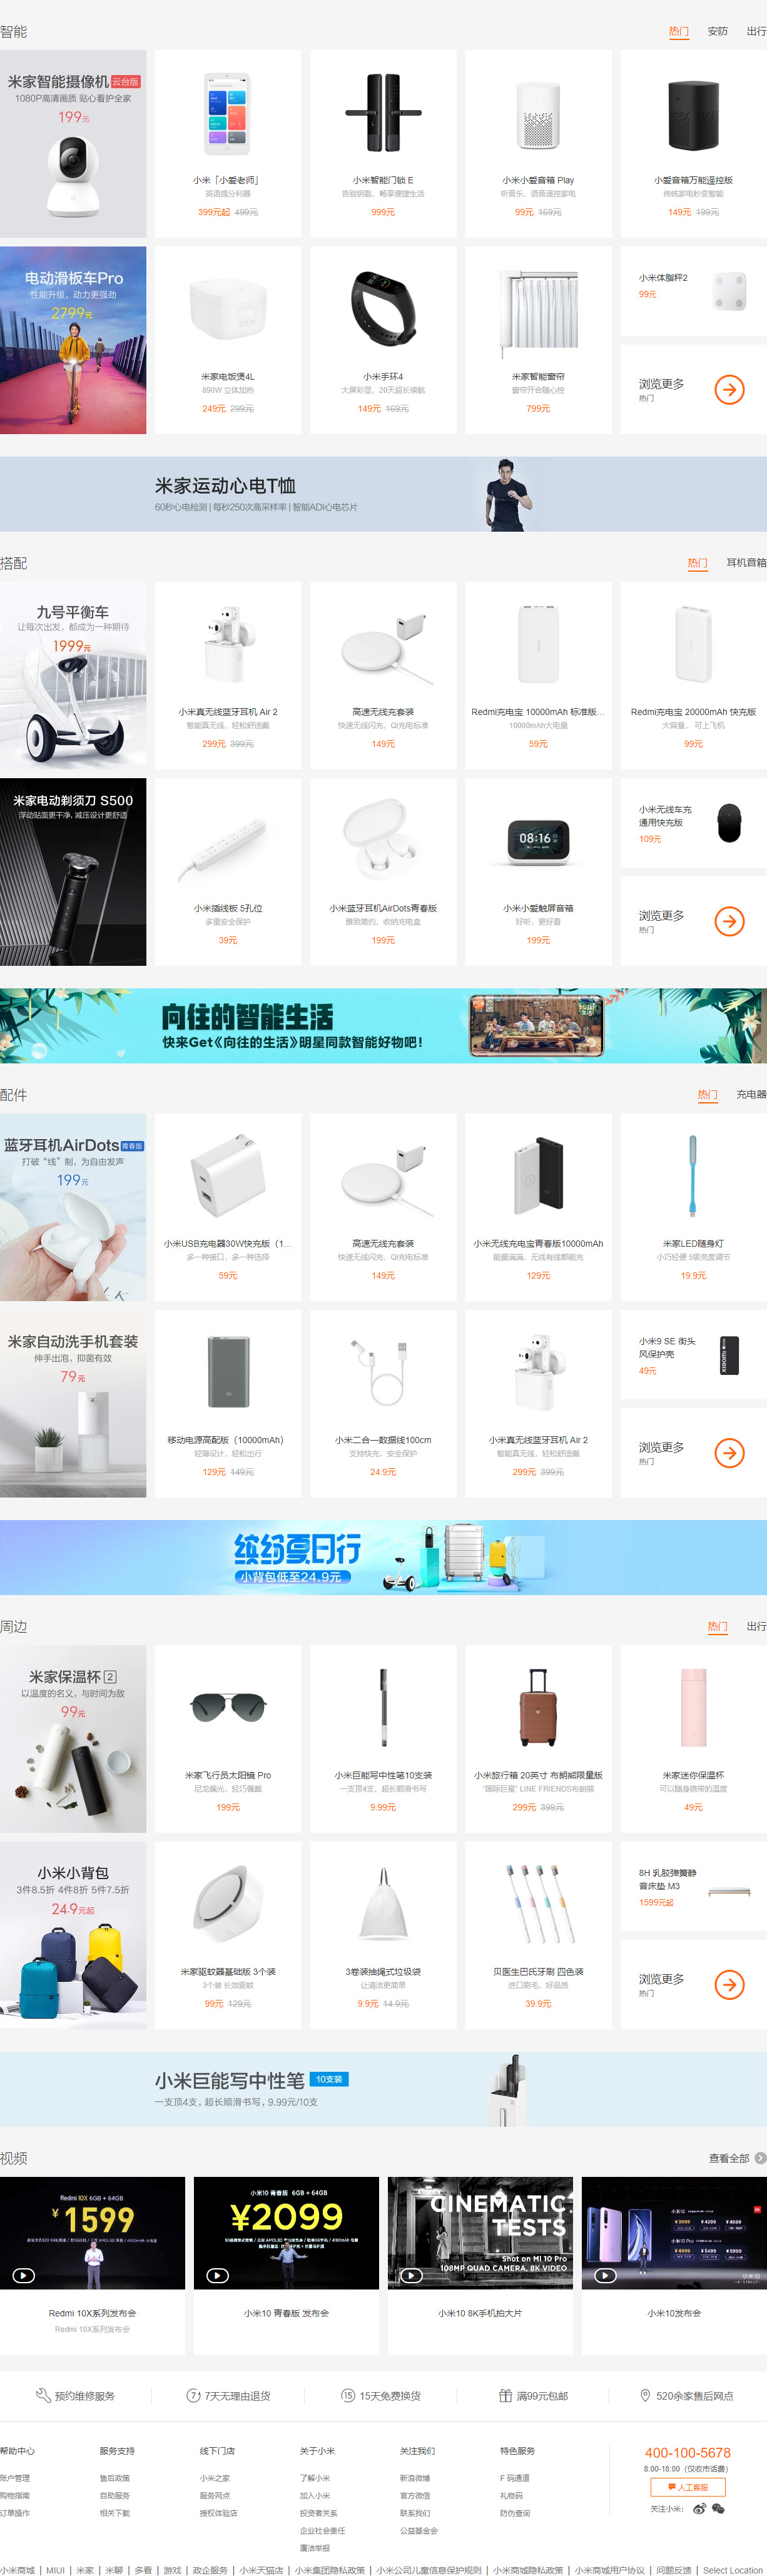 智能
热门 安防 出行
米家智能摄像机 云台版
1080P高清画质 贴心看护全家
199元
小米「小爱老师」
英语提分利器
399元起 499元
小米智能门锁 E
告别钥匙，畅享便捷生活
999元
小米小爱音箱 Play
听音乐、语音遥控家电
99元 169元
小爱音箱万能遥控版
传统家电秒变智能
149元 199元
电动滑板车Pro
性能升级，动力更强劲
2799元
米家电饭煲4L
890W 立体加热
249元 299元
小米手环4
大屏彩显，20天超长续航
149元 169元
米家智能窗帘
窗帘开合随心控
799元
小米体脂秤2
99元
浏览更多
热门
米家运动心电T恤
60秒心电检测 | 每秒250次高采样率 | 智能ADI心电芯片
搭配
热门 耳机音箱
九号平衡车
让每次出发，都成为一种期待
1999元
小米真无线蓝牙耳机 Air 2
智能真无线，轻松舒适戴
299元 399元
高速无线充套装
快速无线闪充，Qi充电标准
149元
Redmi充电宝 10000mAh 标准版...
10000mAh大电量
59元
Redmi充电宝 20000mAh 快充版
大容量，可上飞机
99元
米家电动剃须刀 S500
浮动贴面更干净，减压设计更舒适
小米插线板 5孔位
多重安全保护
39元
小米蓝牙耳机AirDots青春版
雅致简约，收纳充电盒
199元
08:16
小米小爱触屏音箱
好听，更好看
199元
小米无线车充
通用快充版
109元
浏览更多
热门
向往的智能生活
快来Get《向往的生活》明星同款智能好物吧！
配件
热门 充电器
蓝牙耳机AirDots 青春版
打破“线”制，为自由发声
199元
小米USB充电器30W快充版（1...
多一种接口，多一种选择
59元
高速无线充套装
快速无线闪充，Qi充电标准
149元
小米无线充电宝青春版10000mAh
能量满满，无线有线都能充
129元
米家LED随身灯
小巧轻便 5级亮度调节
19.9元
米家自动洗手机套装
伸手出泡，抑菌有效
79元
移动电源高配版（10000mAh）
轻薄设计，轻松出行
129元 149元
小米二合一数据线100cm
支持快充，安全保护
24.9元
小米真无线蓝牙耳机 Air 2
智能真无线，轻松舒适戴
299元 399元
小米9 SE 街头
风保护壳
49元
xiaomi
浏览更多
热门
缤纷夏日行
小背包低至24.9元
周边
热门 出行
米家保温杯 2
以温度的名义，与时间为敌
99元
米家飞行员太阳镜 Pro
尼龙偏光，轻巧佩戴
199元
小米巨能写中性笔10支装
一支顶4支，超长顺滑书写
9.99元
小米旅行箱 20英寸 布朗熊限量版
“国际巨星” LINE FRIENDS布朗熊
299元 399元
米家迷你保温杯
可以随身携带的温度
49元
小米小背包
3件8.5折 4件8折 5件7.5折
24.9元起
米家驱蚊器基础版 3个装
3个装 长效驱蚊
99元 129元
3卷装抽绳式垃圾袋
让清洁更简单
9.9元 14.9元
贝医生巴氏牙刷 四色装
进口刷毛，好品质
39.9元
8H 乳胶弹簧静
音床垫 M3
1599元起
浏览更多
热门
小米巨能写中性笔 10支装
一支顶4支，超长顺滑书写，9.99元/10支
视频
查看全部
Redmi 10X 6GB + 64GB
¥1599
小米10 青春版 6GB + 64GB
¥2099
CINEMATIC
TESTS
Shot on Mi 10 Pro
108MP QUAD CAMERA, 8K VIDEO
小米10
¥3999 ¥4299 ¥4699
小米10 Pro
¥4999 ¥5499 ¥5999
Redmi 10X系列发布会
Redmi 10X系列发布会
小米10 青春版 发布会
小米10 8K手机拍大片
小米10发布会
预约维修服务
7天无理由退货
15天免费换货
满99元包邮
520余家售后网点
帮助中心 服务支持 线下门店 关于小米 关注我们 特色服务
账户管理 售后政策 小米之家 了解小米 新浪微博 F 码通道
购物指南 自助服务 服务网点 加入小米 官方微信 礼物码
订单操作 相关下载 授权体验店 投资者关系 联系我们 防伪查询
企业社会责任 公益基金会
廉洁举报
400-100-5678
8:00-18:00（仅收市话费）
人工客服
关注小米：
小米商城 | MIUI | 米家 | 米聊 | 多看 | 游戏 | 政企服务 | 小米天猫店 | 小米集团隐私政策 | 小米公司儿童信息保护规则 | 小米商城隐私政策 | 小米商城用户协议 | 问题反馈 | Select Location